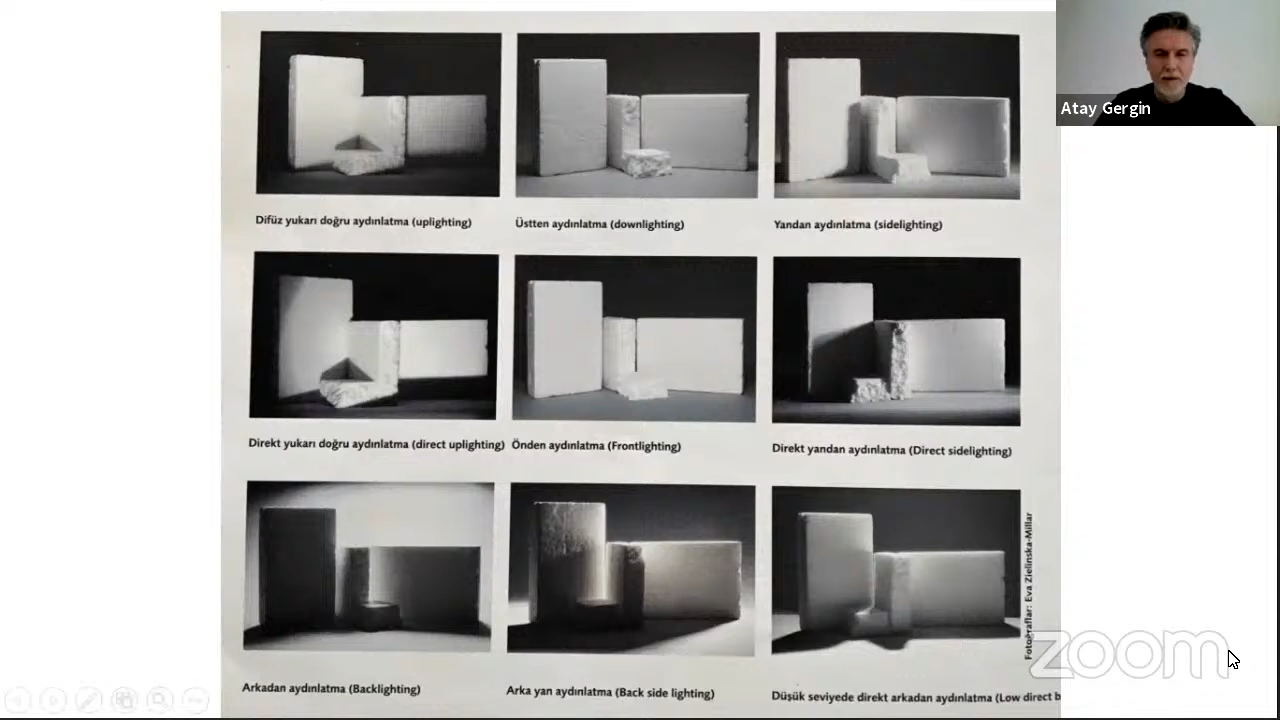 Atay Gergin
Difüz yukarı doğru aydınlatma (uplighting)
Üstten aydınlatma (downlighting)
Yandan aydınlatma (sidelighting)
Direkt yukarı doğru aydınlatma (direct uplighting)
Önden aydınlatma (Frontlighting)
Direkt yandan aydınlatma (Direct sidelighting)
Arkadan aydınlatma (Backlighting)
Arka yan aydınlatma (Back side lighting)
Düşük seviyede direkt arkadan aydınlatma (Low direct b
Fotoğraflar: Eva Zielinska-Millar
zoom